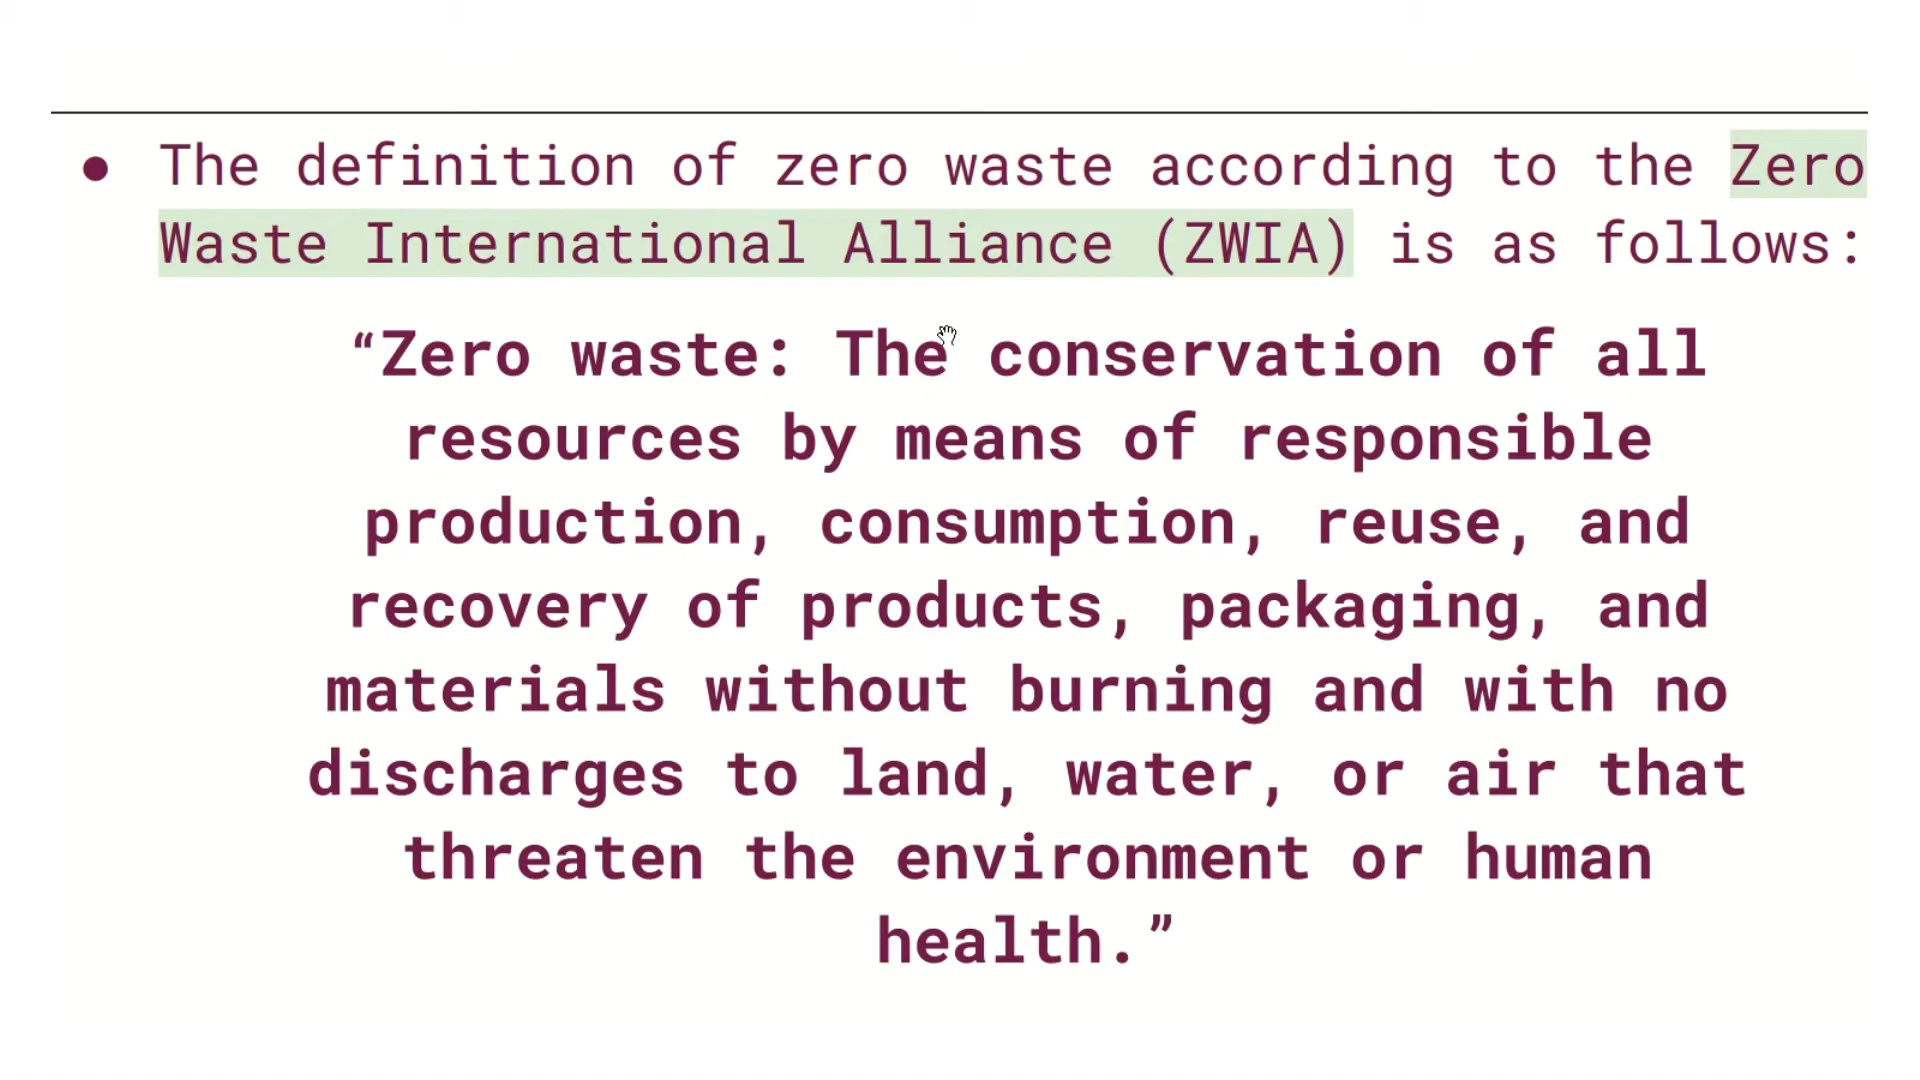 ● The definition of zero waste according to the Zero
Waste International Alliance (ZWIA) is as follows:
“Zero waste: The conservation of all
resources by means of responsible
production, consumption, reuse, and
recovery of products, packaging, and
materials without burning and with no
discharges to land, water, or air that
threaten the environment or human
health.”